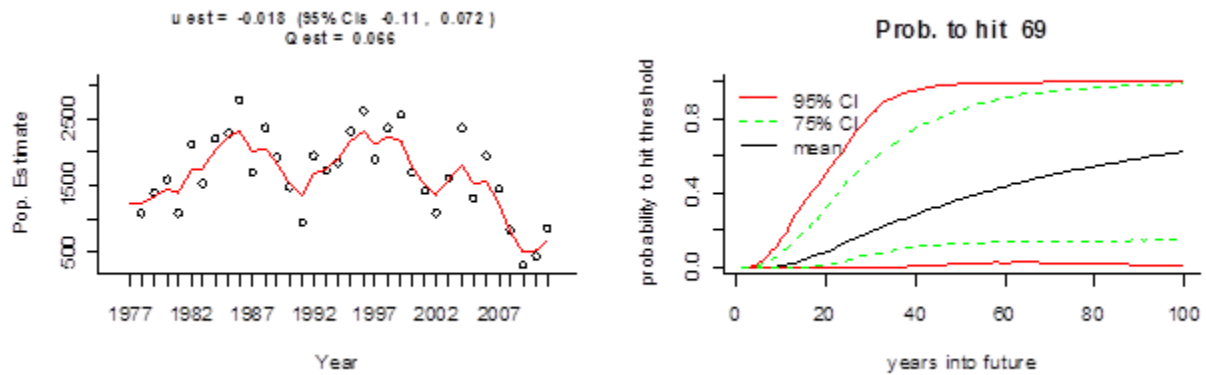 u est = -0.018 (95% CIs -0.11, 0.072)
Q est = 0.066
Pop. Estimate
2500
1500
500
1977 1982 1987 1992 1997 2002 2007
Year
Prob. to hit 69
probability to hit threshold
0.8
0.4
0.0
95% CI
75% CI
mean
0 20 40 60 80 100
years into future